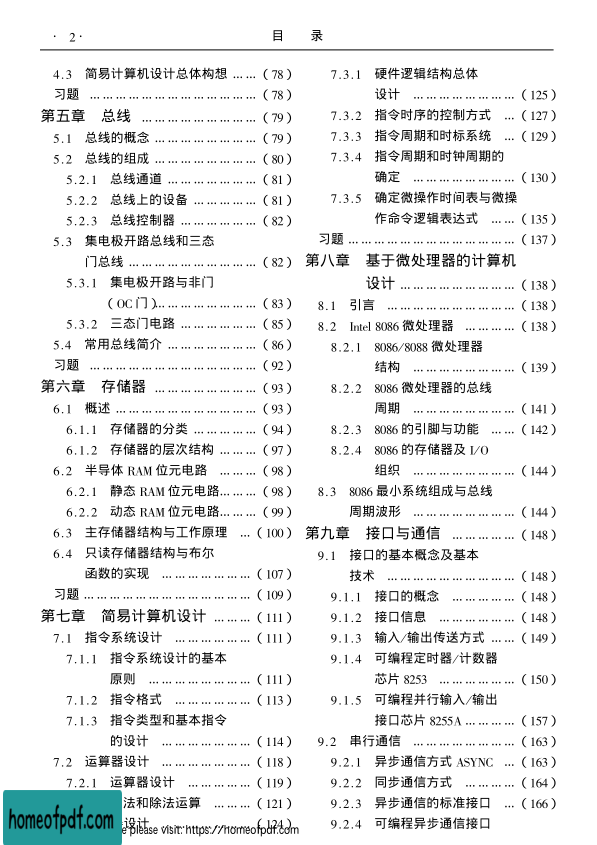 · 2 · 目 录
4.3 简易计算机设计总体构想 ……(78)
习题 ……………………………(78)
第五章 总线 …………………(79)
5.1 总线的概念 ………………(79)
5.2 总线的组成 ………………(80)
5.2.1 总线通道 ……………(81)
5.2.2 总线上的设备 ………(81)
5.2.3 总线控制器 …………(82)
5.3 集电极开路总线和三态
门总线 …………………(82)
5.3.1 集电极开路与非门
(OC门)………………(83)
5.3.2 三态门电路 …………(85)
5.4 常用总线简介 ……………(86)
习题 ……………………………(92)
第六章 存储器 ………………(93)
6.1 概述 ………………………(93)
6.1.1 存储器的分类 ………(94)
6.1.2 存储器的层次结构 ……(97)
6.2 半导体 RAM 位元电路 ……(98)
6.2.1 静态 RAM 位元电路……(98)
6.2.2 动态 RAM 位元电路……(99)
6.3 主存储器结构与工作原理 …(100)
6.4 只读存储器结构与布尔
函数的实现 ………………(107)
习题 ……………………………(109)
第七章 简易计算机设计 ………(111)
7.1 指令系统设计 ……………(111)
7.1.1 指令系统设计的基本
原则 …………………(111)
7.1.2 指令格式 ……………(113)
7.1.3 指令类型和基本指令
的设计 ………………(114)
7.2 运算器设计 ………………(118)
7.2.1 运算器设计 …………(119)
法和除法运算 ………(121)
设计 …………………(124)
7.3.1 硬件逻辑结构总体
设计 …………………(125)
7.3.2 指令时序的控制方式 …(127)
7.3.3 指令周期和时标系统 …(129)
7.3.4 指令周期和时钟周期的
确定 …………………(130)
7.3.5 确定微操作时间表与微操
作命令逻辑表达式 ……(135)
习题 ……………………………(137)
第八章 基于微处理器的计算机
设计 …………………(138)
8.1 引言 ………………………(138)
8.2 Intel 8086 微处理器 ………(138)
8.2.1 8086/8088 微处理器
结构 …………………(139)
8.2.2 8086 微处理器的总线
周期 …………………(141)
8.2.3 8086 的引脚与功能 ……(142)
8.2.4 8086 的存储器及 I/O
组织 …………………(144)
8.3 8086 最小系统组成与总线
周期波形 …………………(144)
第九章 接口与通信 ……………(148)
9.1 接口的基本概念及基本
技术 ………………………(148)
9.1.1 接口的概念 …………(148)
9.1.2 接口信息 ……………(148)
9.1.3 输入/输出传送方式 ……(149)
9.1.4 可编程定时器/计数器
芯片 8253 ……………(150)
9.1.5 可编程并行输入/输出
接口芯片 8255A …………(157)
9.2 串行通信 …………………(163)
9.2.1 异步通信方式 ASYNC …(163)
9.2.2 同步通信方式 …………(164)
9.2.3 异步通信的标准接口 …(166)
9.2.4 可编程异步通信接口
homeofpdf.com
please visit: https://homeofpdf.com